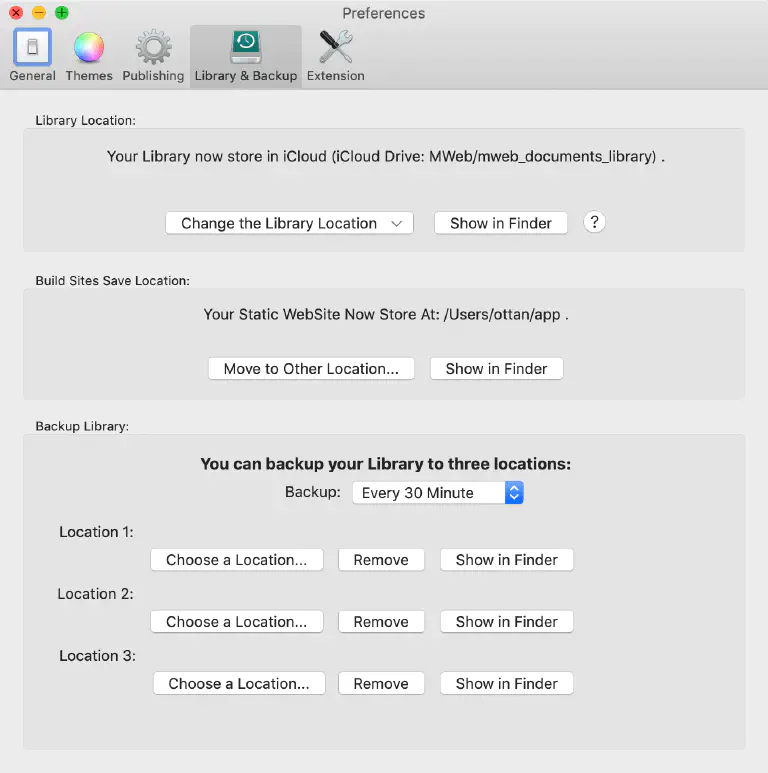 Preferences
General Themes Publishing Library & Backup Extension
Library Location:
Your Library now store in iCloud (iCloud Drive: MWeb/mweb_documents_library) .
Change the Library Location Show in Finder ?
Build Sites Save Location:
Your Static WebSite Now Store At: /Users/ottan/app .
Move to Other Location... Show in Finder
Backup Library:
You can backup your Library to three locations:
Backup: Every 30 Minute
Location 1:
Choose a Location... Remove Show in Finder
Location 2:
Choose a Location... Remove Show in Finder
Location 3:
Choose a Location... Remove Show in Finder